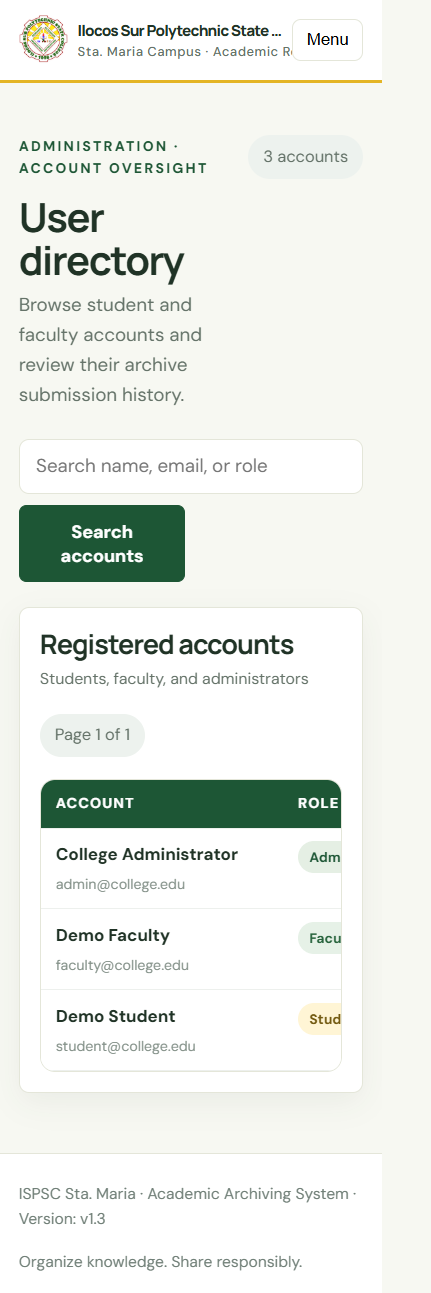 Ilocos Sur Polytechnic State ...
Sta. Maria Campus · Academic R
Menu
ADMINISTRATION ·
ACCOUNT OVERSIGHT
3 accounts
User
directory
Browse student and
faculty accounts and
review their archive
submission history.
Search name, email, or role
Search
accounts
Registered accounts
Students, faculty, and administrators
Page 1 of 1
ACCOUNT ROLE
College Administrator
Adm
admin@college.edu
Demo Faculty
Facu
faculty@college.edu
Demo Student
Stud
student@college.edu
ISPSC Sta. Maria · Academic Archiving System ·
Version: v1.3
Organize knowledge. Share responsibly.